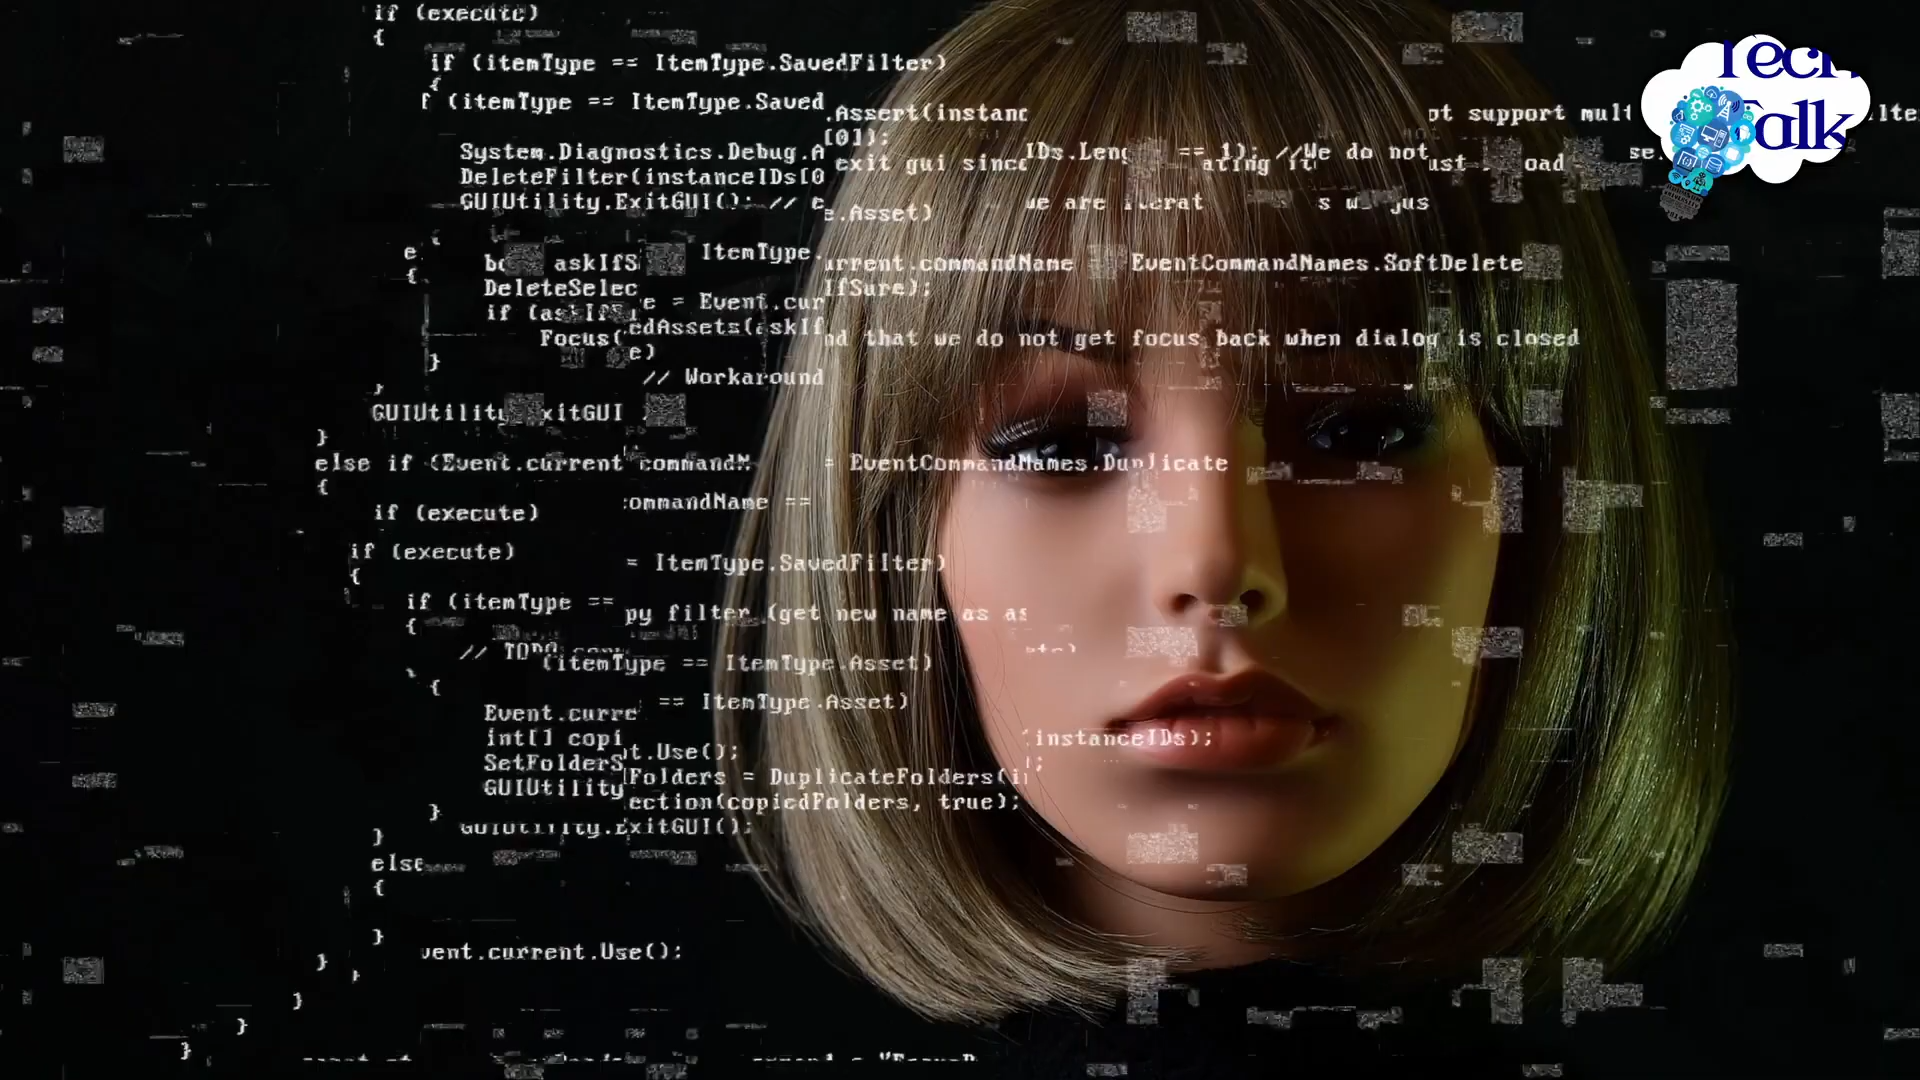 if (execute)
{
if (itemType == ItemType.SavedFilter)
{
(itemType == ItemType.Saved
.Assert(instanc
support
Tech
Talk
[0]);
System.Diagnostics.Debug.A
IDs.Leng == 1); //We do not
exit gui since
DeleteFilter(instanceIDs[0
GUIUtility.ExitGUI(); //
we are iterat
e.Asset)
ItemType.
{
askIfS
urrent.commandName
EventCommandNames.SoftDelete
DeleteSelec
IfSure);
= Event.cur
if (askIfSu
edAssets(askIf
Focus(
nd that we do not get focus back when dialog is closed
e)
}
// Workaround
GUIUtility xitGUI
}
else if (Event.current commandN = EventCommandNames.Duplicate
{
ommandName ==
if (execute)
if (execute)
= ItemType.SavedFilter)
{
if (itemType ==
py filter (get new name as as
{
// TODO
(itemType == ItemType.Asset)
{
== ItemType.Asset)
Event.curre
int[] copi
(instanceIDs);
t.Use();
SetFolderS
Folders = DuplicateFolders(i
GUIUtility
ection(copiedFolders, true);
}
GUIUtility.ExitGUI();
}
else
{
}
vent.current.Use();
}
}
}
}
}